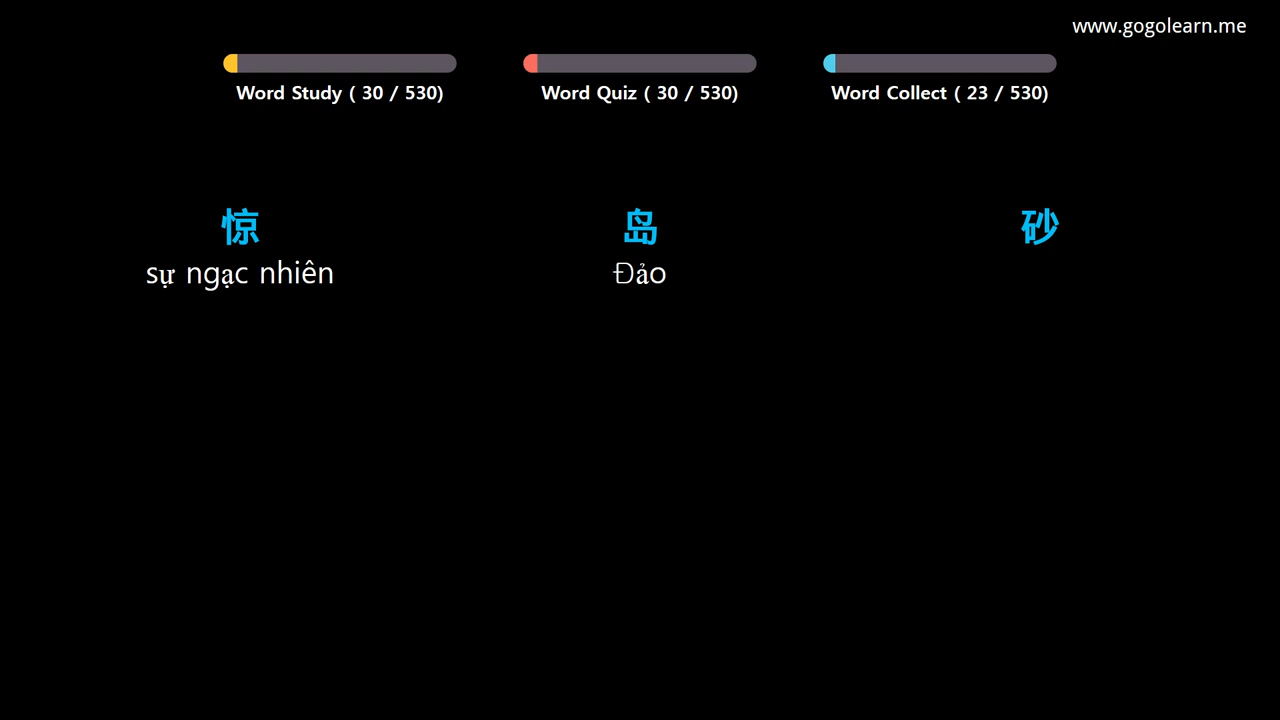 www.gogolearn.me
Word Study ( 30 / 530)
Word Quiz ( 30 / 530)
Word Collect ( 23 / 530)
惊
sự ngạc nhiên
岛
Đảo
砂